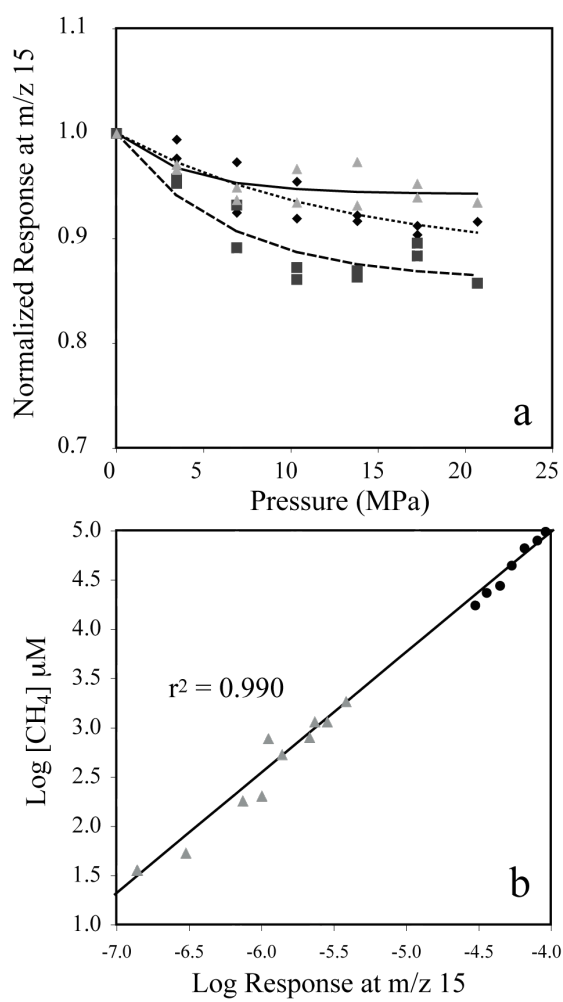 Normalized Response at m/z 15
1.1
1.0
0.9
0.8
0.7
a
0 5 10 15 20 25
Pressure (MPa)
Log [CH4] µM
5.0
4.5
4.0
3.5
3.0
2.5
2.0
1.5
1.0
r2 = 0.990
b
-7.0 -6.5 -6.0 -5.5 -5.0 -4.5 -4.0
Log Response at m/z 15